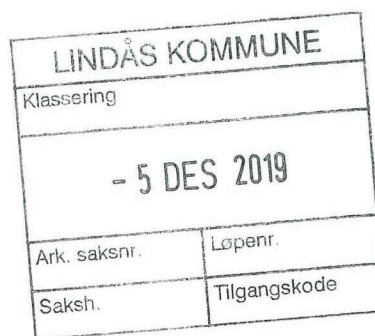 LINDÅS KOMMUNE
Klassering
- 5 DES 2019
Ark. saksnr.
Løpenr.
Saksh.
Tilgangskode